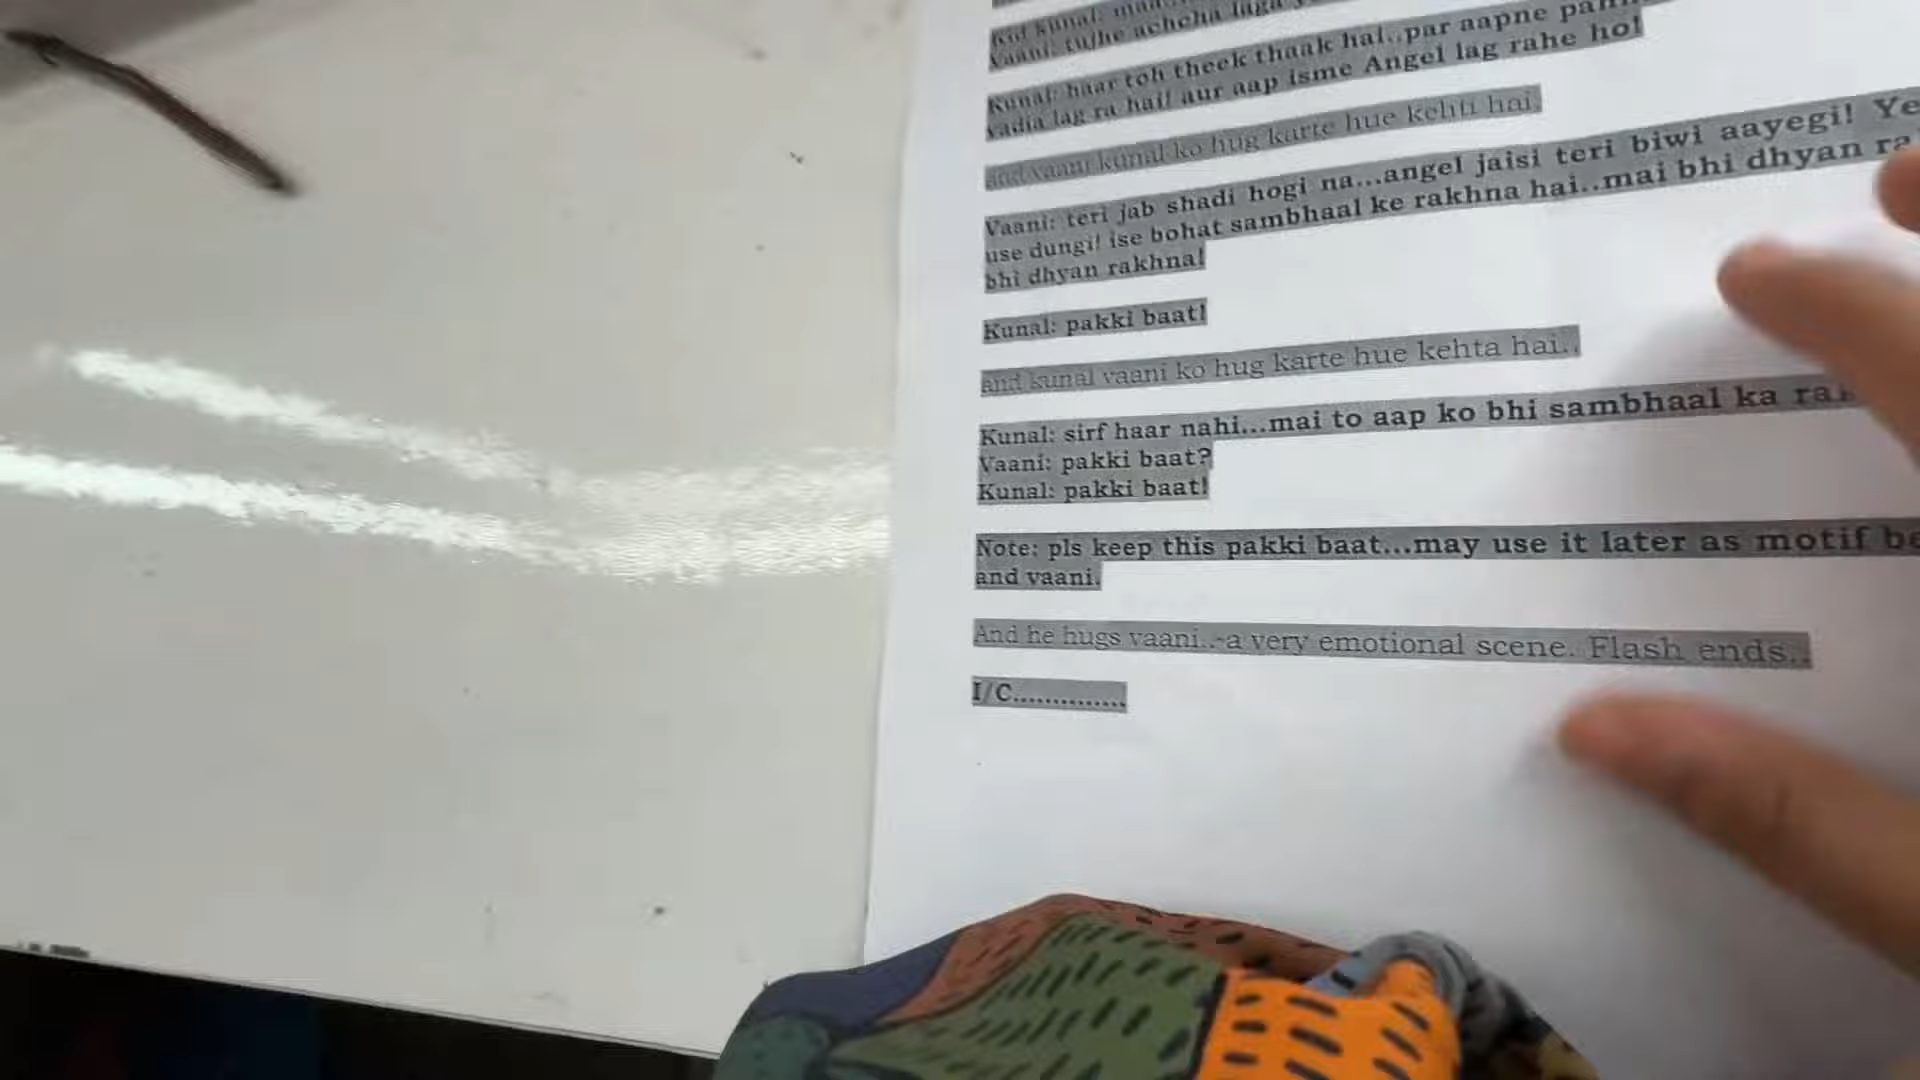 Kid kunal:
Vaani: tujhe achcha laga
Kunal: haar toh theek thaak hai..par aapne
vadia lag ra hai! aur aap isme Angel lag rahe ho!
and vaani kunal ko hug karte hue kehti hai.
Vaani: teri jab shadi hogi na...angel jaisi teri biwi aayegi! Ye
use dungi! ise bohat sambhaal ke rakhna hai..mai bhi dhyan
bhi dhyan rakhna!
Kunal: pakki baat!
and kunal vaani ko hug karte hue kehta hai..
Kunal: sirf haar nahi...mai to aap ko bhi sambhaal ka
Vaani: pakki baat?
Kunal: pakki baat!
Note: pls keep this pakki baat...may use it later as motif
and vaani.
And he hugs vaani..-a very emotional scene. Flash ends..
I/C..............